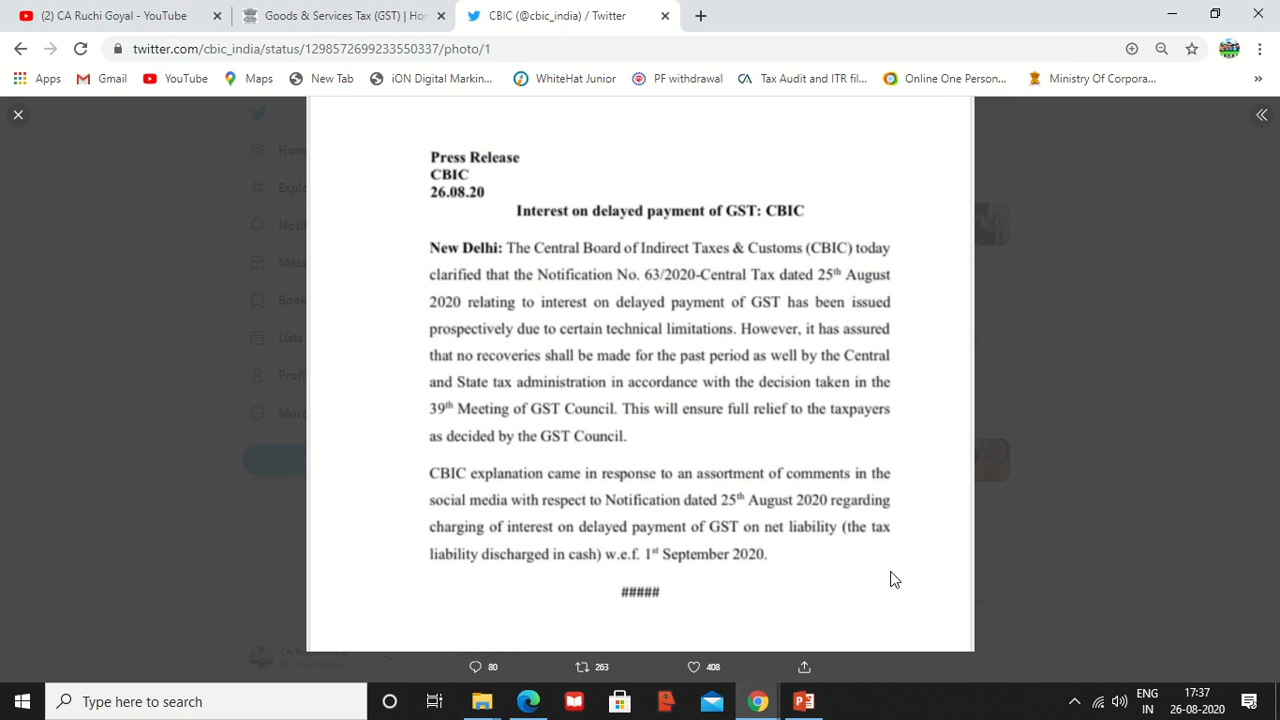 (2) CA Ruchi Goyal - YouTube
Goods & Services Tax (GST) | Hon
CBIC (@cbic_india) / Twitter
twitter.com/cbic_india/status/1298572699233550337/photo/1
Apps
Gmail
YouTube
Maps
New Tab
iON Digital Markin...
WhiteHat Junior
PF withdrawal
Tax Audit and ITR fil...
Online One Person...
Ministry Of Corpora...
»
Press Release
CBIC
26.08.20
Interest on delayed payment of GST: CBIC
New Delhi: The Central Board of Indirect Taxes & Customs (CBIC) today
clarified that the Notification No. 63/2020-Central Tax dated 25th August
2020 relating to interest on delayed payment of GST has been issued
prospectively due to certain technical limitations. However, it has assured
that no recoveries shall be made for the past period as well by the Central
and State tax administration in accordance with the decision taken in the
39th Meeting of GST Council. This will ensure full relief to the taxpayers
as decided by the GST Council.
CBIC explanation came in response to an assortment of comments in the
social media with respect to Notification dated 25th August 2020 regarding
charging of interest on delayed payment of GST on net liability (the tax
liability discharged in cash) w.e.f. 1st September 2020.
#####
Hom
Explo
Notifi
Mess
Book
Lists
Profi
More
80
263
408
Type here to search
ENG
IN
17:37
26-08-2020